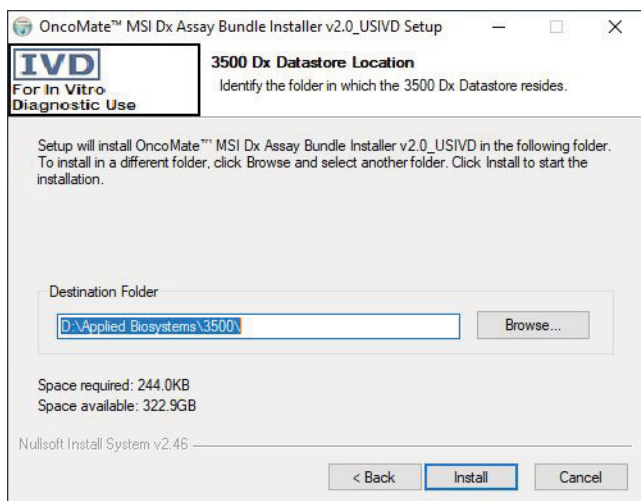 OncoMate™ MSI Dx Assay Bundle Installer v2.0_USIVD Setup
IVD
For In Vitro
Diagnostic Use
3500 Dx Datastore Location
Identify the folder in which the 3500 Dx Datastore resides.
Setup will install OncoMate™ MSI Dx Assay Bundle Installer v2.0_USIVD in the following folder.
To install in a different folder, click Browse and select another folder. Click Install to start the
installation.
Destination Folder
D:\Applied Biosystems\3500\
Browse...
Space required: 244.0KB
Space available: 322.9GB
Nullsoft Install System v2.46
< Back
Install
Cancel